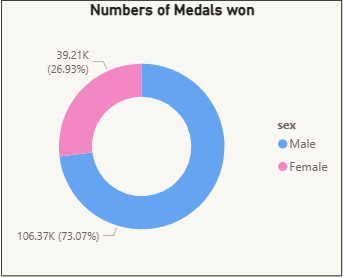 Numbers of Medals won
39.21K
(26.93%)
sex
Male
Female
106.37K (73.07%)